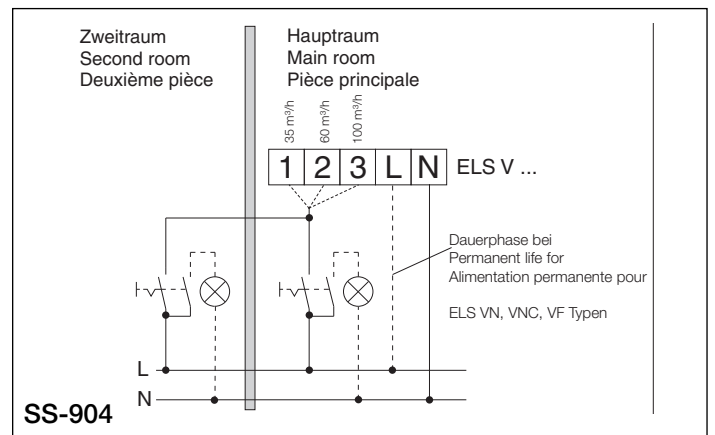 Zweitraum
Second room
Deuxième pièce
Hauptraum
Main room
Pièce principale
35 m³/h
60 m³/h
100 m³/h
1 2 3 L N ELS V ...
Dauerphase bei
Permanent life for
Alimentation permanente pour
ELS VN, VNC, VF Typen
L
N
SS-904